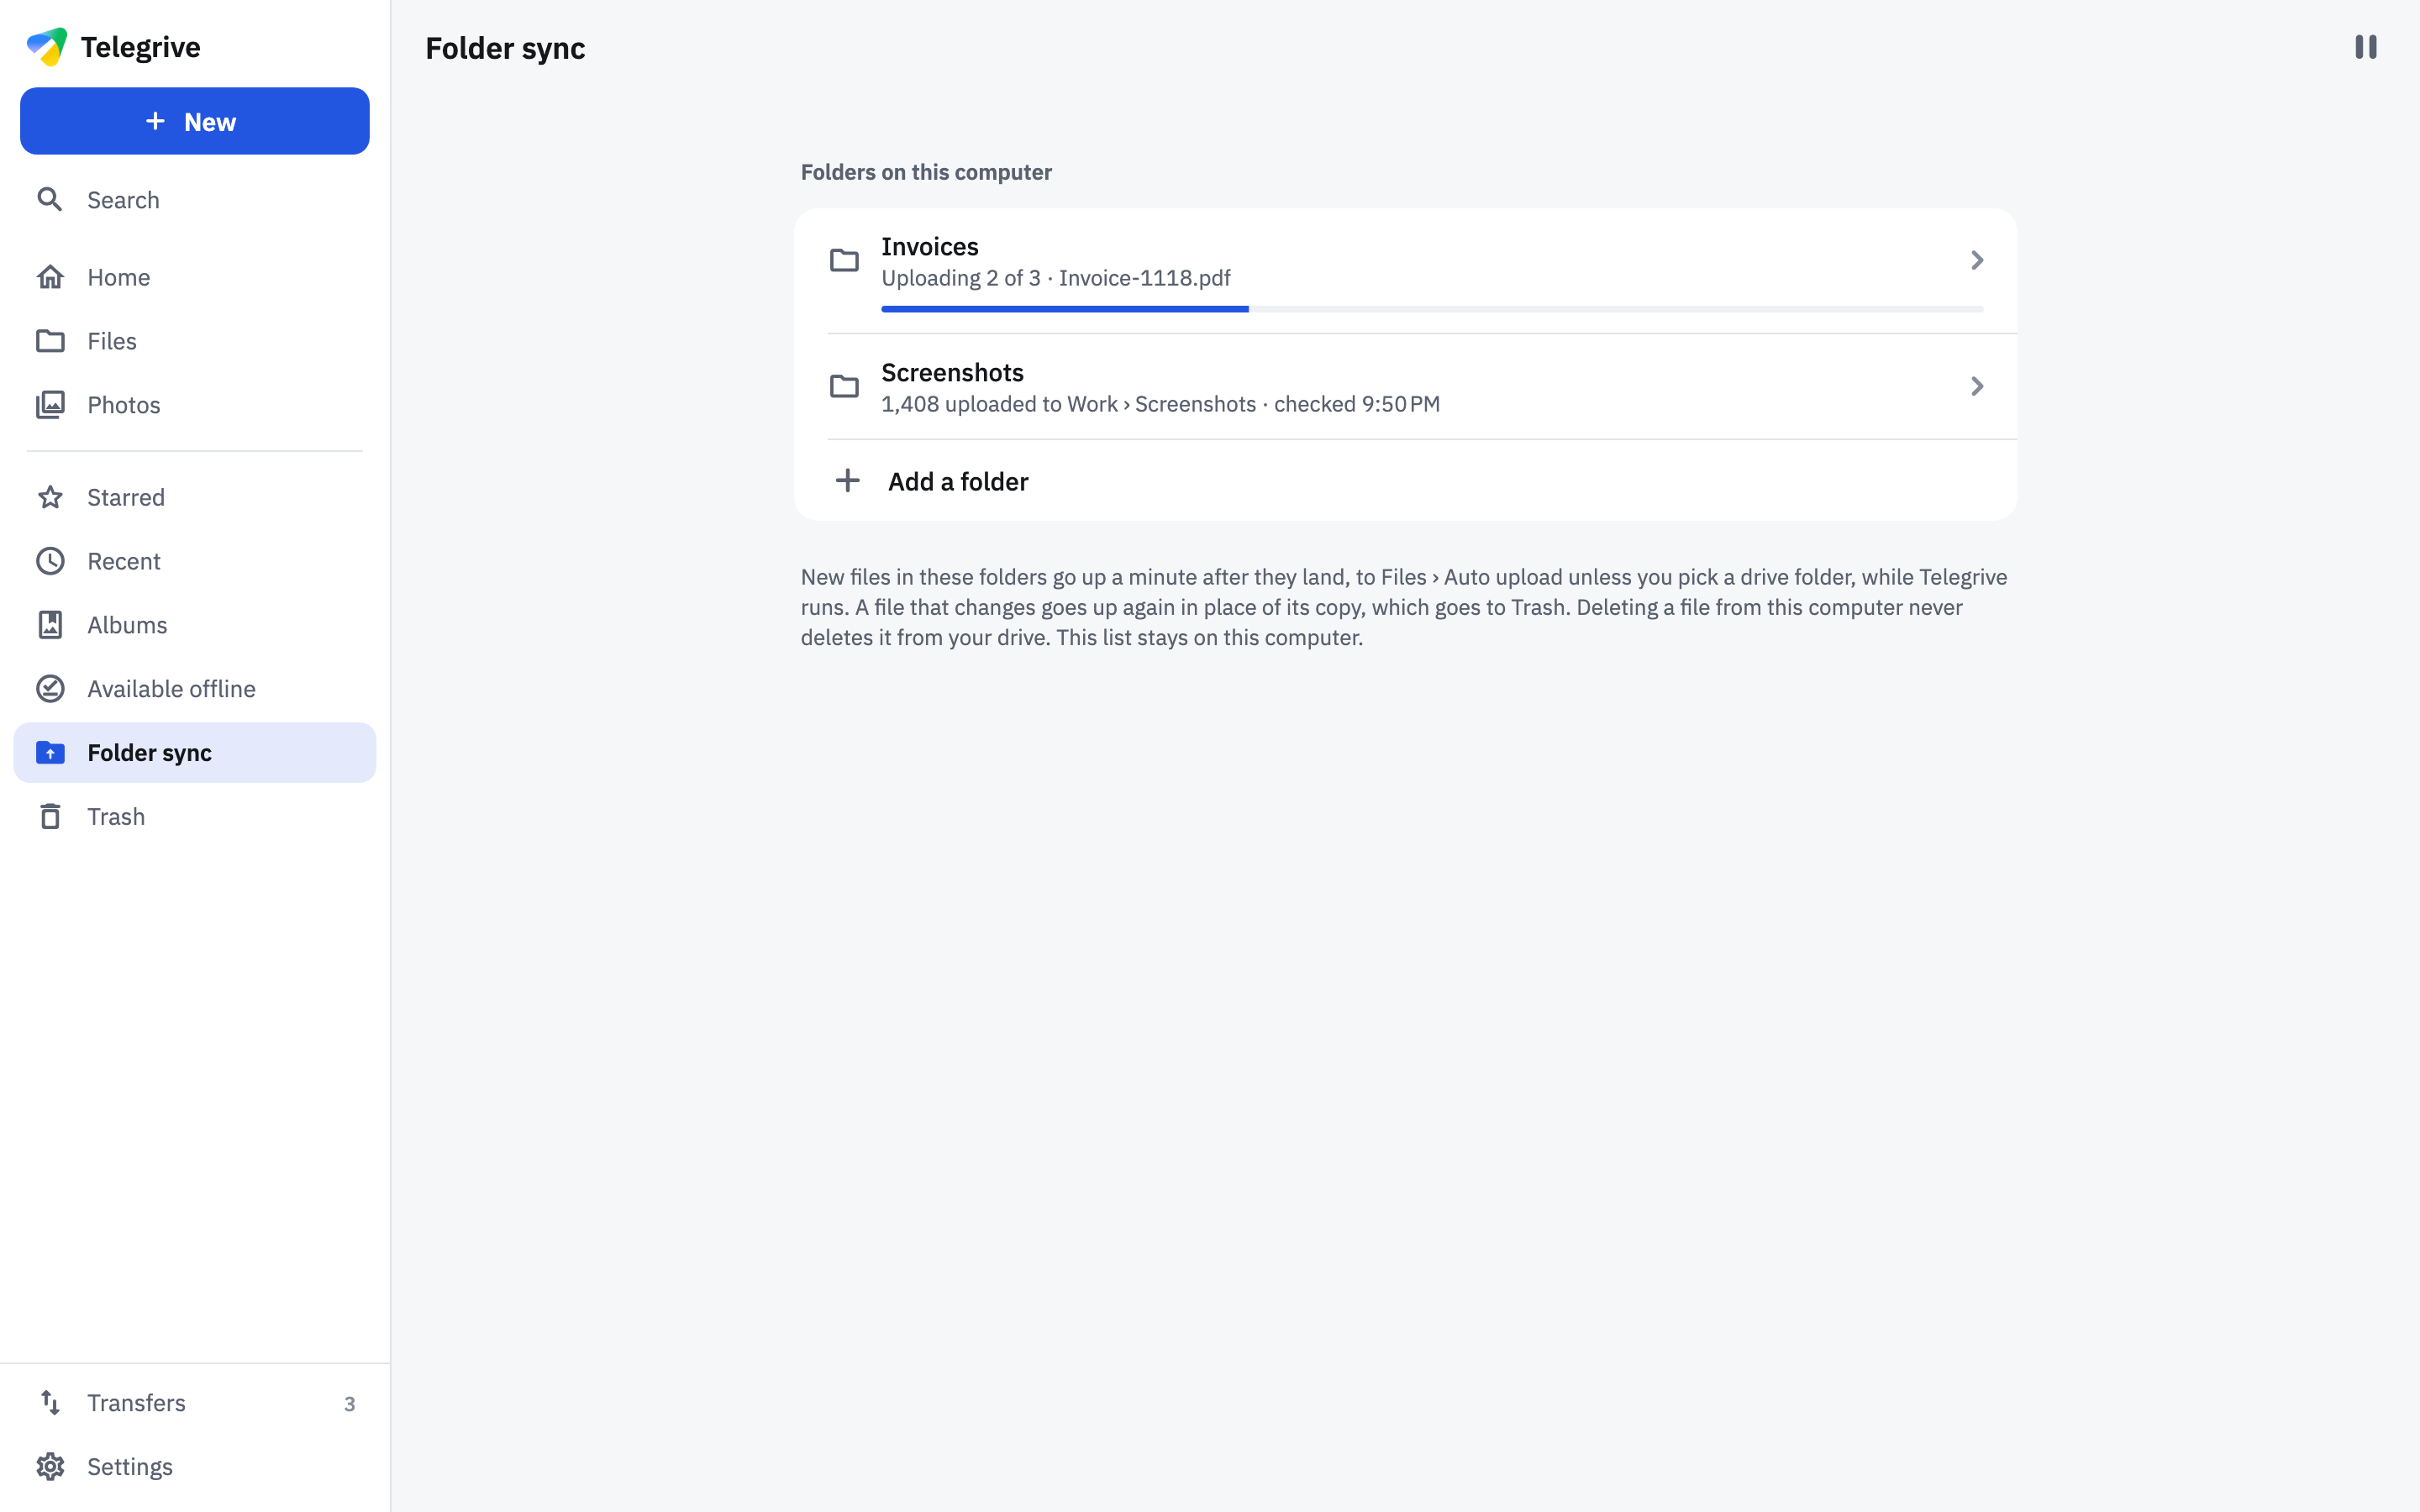 Telegrive
New
Search
Home
Files
Photos
Starred
Recent
Albums
Available offline
Folder sync
Trash
Transfers 3
Settings
Folder sync
Folders on this computer
Invoices
Uploading 2 of 3 · Invoice-1118.pdf
Screenshots
1,408 uploaded to Work › Screenshots · checked 9:50 PM
Add a folder
New files in these folders go up a minute after they land, to Files › Auto upload unless you pick a drive folder, while Telegrive
runs. A file that changes goes up again in place of its copy, which goes to Trash. Deleting a file from this computer never
deletes it from your drive. This list stays on this computer.